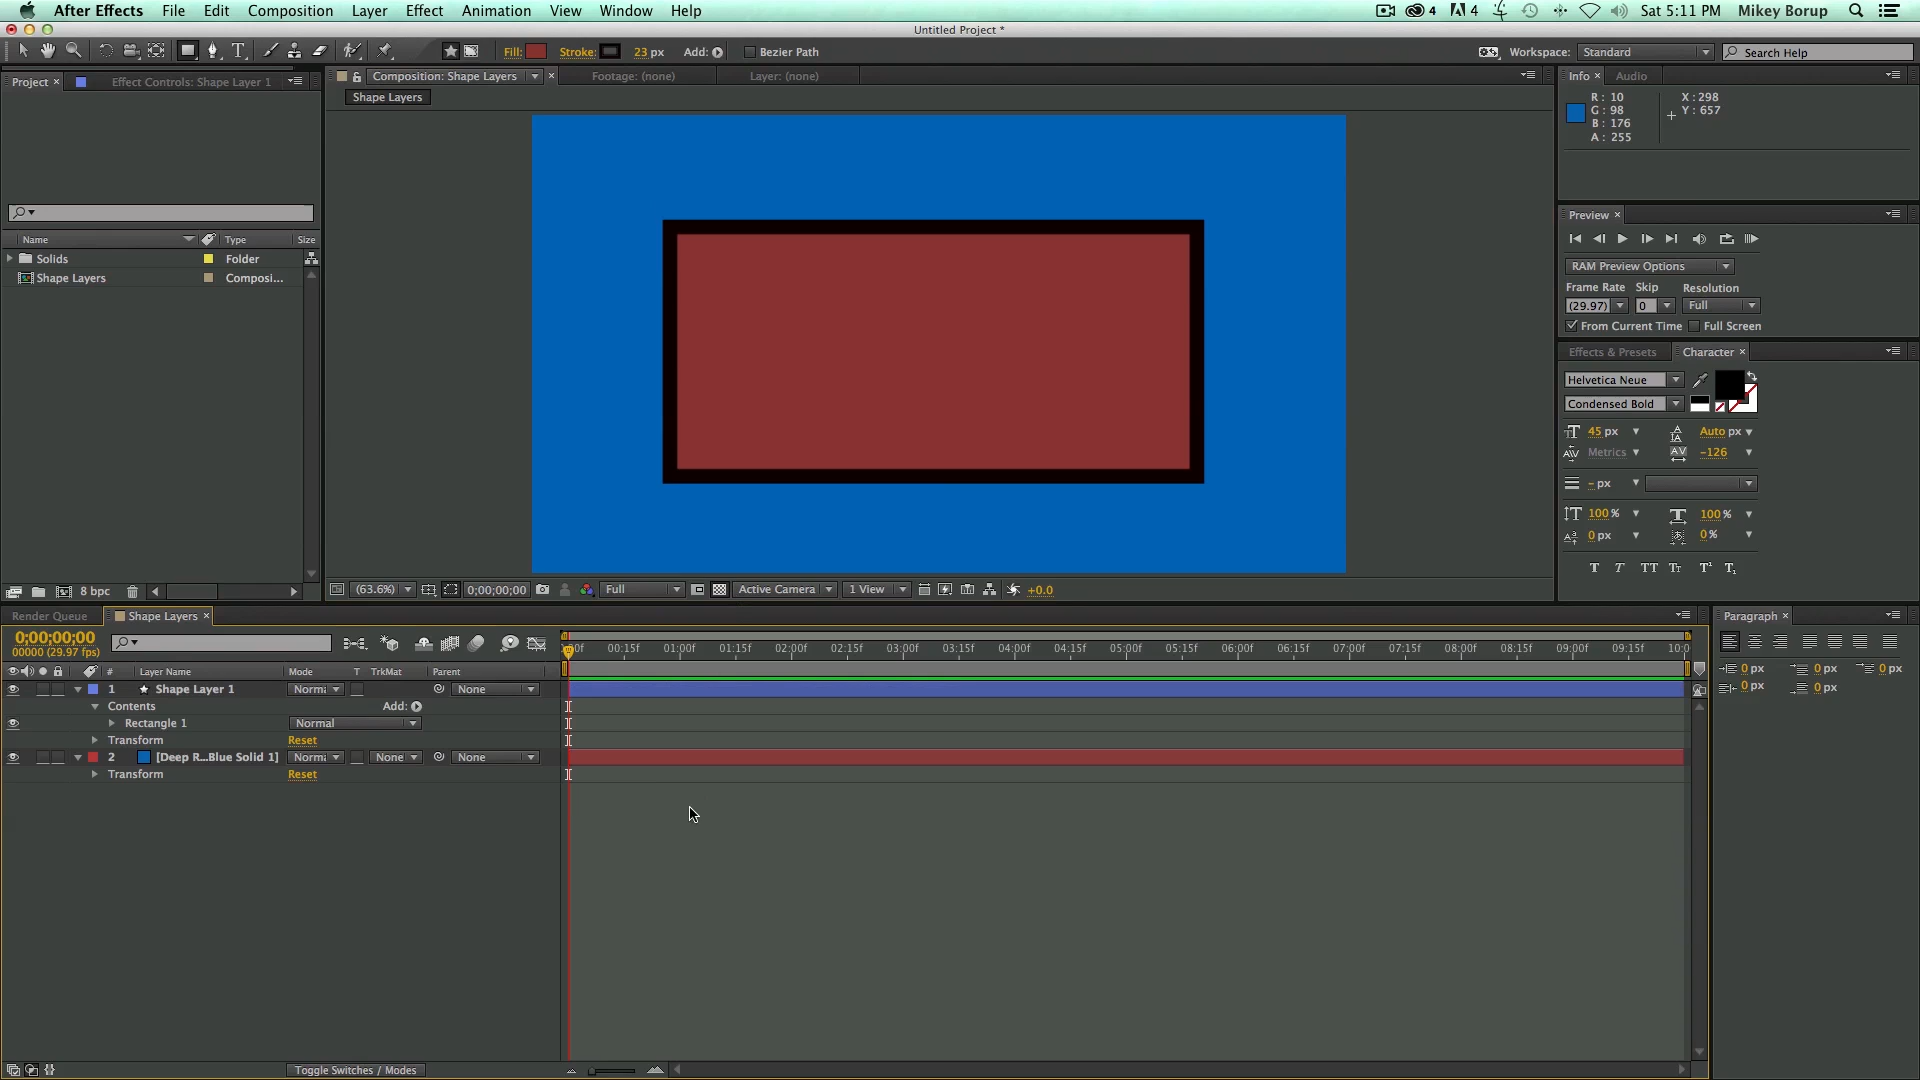 After Effects File Edit Composition Layer Effect Animation View Window Help 4 4 Sat 5:11 PM Mikey Borup
Untitled Project *
Fill: Stroke: 23 px Add: Bezier Path Workspace: Standard Search Help
Project × Effect Controls: Shape Layer 1 Composition: Shape Layers × Footage: (none) Layer: (none) Info × Audio
Shape Layers
R : 10 X : 298
G : 98 Y : 657
B : 176
A : 255
Preview ×
Name Type Size
Solids Folder
Shape Layers Composi...
RAM Preview Options
Frame Rate Skip Resolution
(29.97) 0 Full
From Current Time Full Screen
Effects & Presets Character ×
Helvetica Neue
Condensed Bold
45 px Auto px
Metrics -126
- px
100 % 100 %
0 px 0 %
T T TT Tт T¹ T₁
8 bpc (63.6%) 0;00;00;00 Full Active Camera 1 View +0.0
Render Queue Shape Layers × Paragraph ×
0;00;00;00
00000 (29.97 fps)
00f 00:15f 01:00f 01:15f 02:00f 02:15f 03:00f 03:15f 04:00f 04:15f 05:00f 05:15f 06:00f 06:15f 07:00f 07:15f 08:00f 08:15f 09:00f 09:15f 10:0
# Layer Name Mode T TrkMat Parent
0 px 0 px 0 px
0 px 0 px
1 Shape Layer 1 Norma None
Contents Add:
Rectangle 1 Normal
Transform Reset
2 [Deep R...Blue Solid 1] Norma None None
Transform Reset
Toggle Switches / Modes